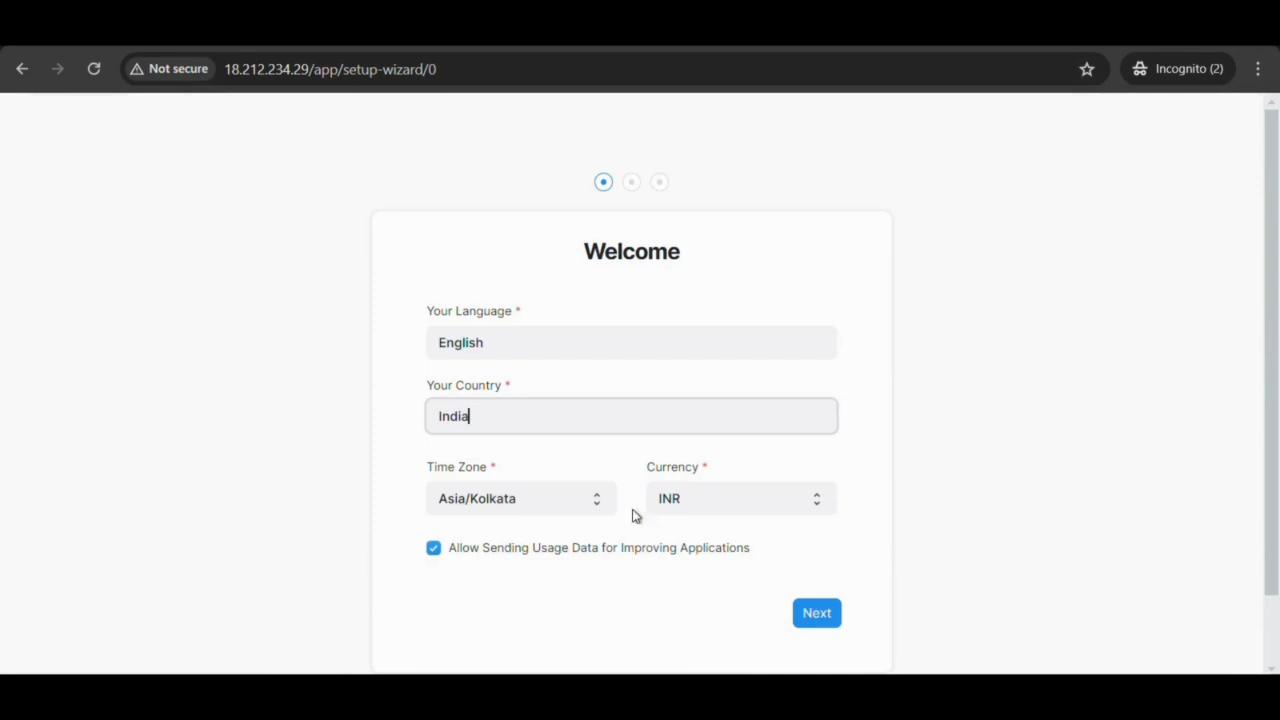 Not secure 18.212.234.29/app/setup-wizard/0 Incognito (2)
Welcome
Your Language *
English
Your Country *
India
Time Zone * Currency *
Asia/Kolkata INR
Allow Sending Usage Data for Improving Applications
Next